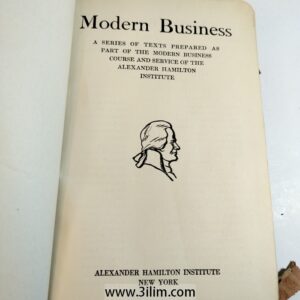 Modern Business
A SERIES OF TEXTS PREPARED AS
PART OF THE MODERN BUSINESS
COURSE AND SERVICE OF THE
ALEXANDER HAMILTON
INSTITUTE
ALEXANDER HAMILTON INSTITUTE
NEW YORK
www.3ilim.com